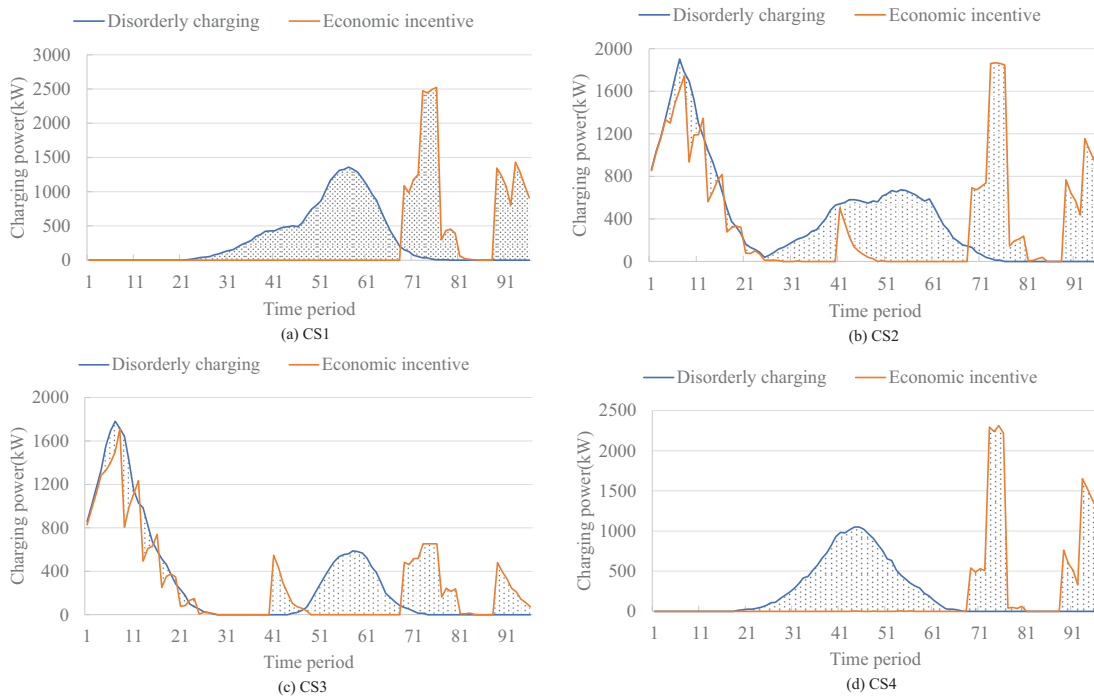 Disorderly charging Economic incentive
3000
2500
2000
1500
1000
500
0
Charging power(kW)
1 11 21 31 41 51 61 71 81 91
Time period
(a) CS1
Disorderly charging Economic incentive
2000
1600
1200
800
400
0
Charging power(kW)
1 11 21 31 41 51 61 71 81 91
Time period
(b) CS2
Disorderly charging Economic incentive
2000
1600
1200
800
400
0
Charging power(kW)
1 11 21 31 41 51 61 71 81 91
Time period
(c) CS3
Disorderly charging Economic incentive
2500
2000
1500
1000
500
0
Charging power(kW)
1 11 21 31 41 51 61 71 81 91
Time period
(d) CS4